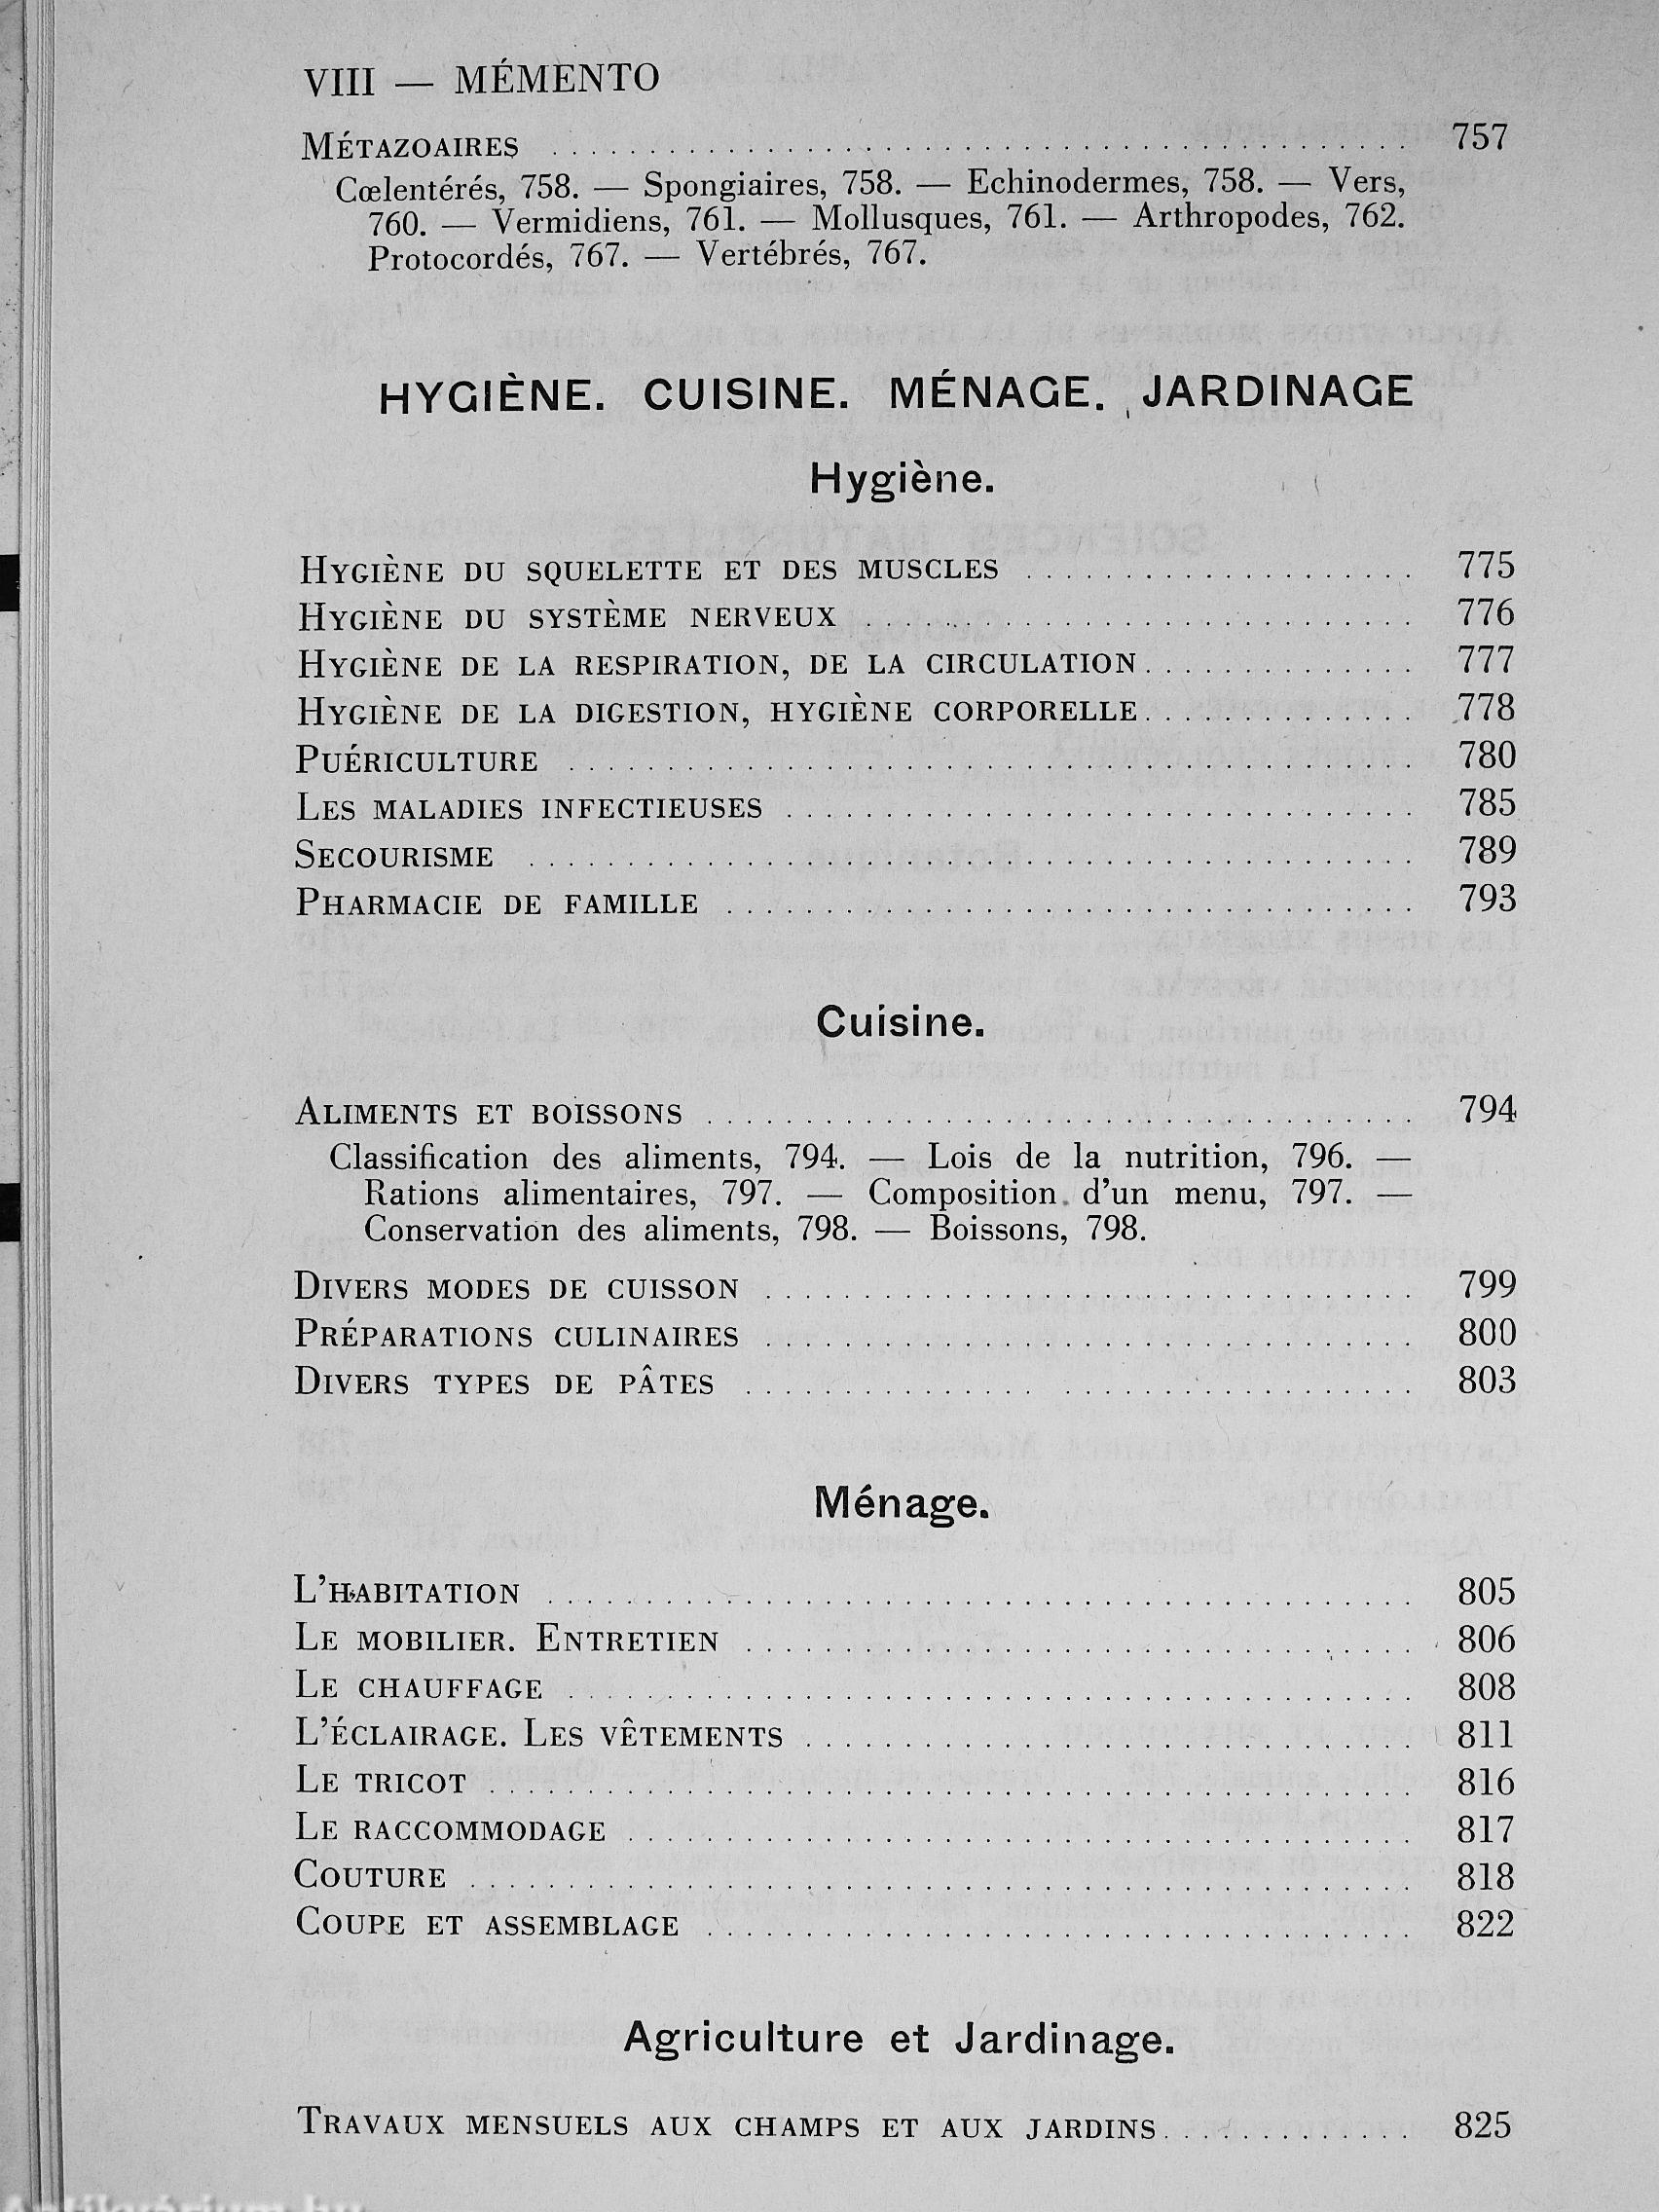 VIII — MÉMENTO
MÉTAZOAIRES 757
Cœlentérés, 758. — Spongiaires, 758. — Echinodermes, 758. — Vers,
760. — Vermidiens, 761. — Mollusques, 761. — Arthropodes, 762.
Protocordés, 767. — Vertébrés, 767.
HYGIÈNE. CUISINE. MÉNAGE. JARDINAGE
Hygiène.
HYGIÈNE DU SQUELETTE ET DES MUSCLES 775
HYGIÈNE DU SYSTÈME NERVEUX 776
HYGIÈNE DE LA RESPIRATION, DE LA CIRCULATION 777
HYGIÈNE DE LA DIGESTION, HYGIÈNE CORPORELLE 778
PUÉRICULTURE 780
LES MALADIES INFECTIEUSES 785
SECOURISME 789
PHARMACIE DE FAMILLE 793
Cuisine.
ALIMENTS ET BOISSONS 794
Classification des aliments, 794. — Lois de la nutrition, 796. —
Rations alimentaires, 797. — Composition d'un menu, 797. —
Conservation des aliments, 798. — Boissons, 798.
DIVERS MODES DE CUISSON 799
PRÉPARATIONS CULINAIRES 800
DIVERS TYPES DE PÂTES 803
Ménage.
L'HABITATION 805
LE MOBILIER. ENTRETIEN 806
LE CHAUFFAGE 808
L'ÉCLAIRAGE. LES VÊTEMENTS 811
LE TRICOT 816
LE RACCOMMODAGE 817
COUTURE 818
COUPE ET ASSEMBLAGE 822
Agriculture et Jardinage.
TRAVAUX MENSUELS AUX CHAMPS ET AUX JARDINS 825